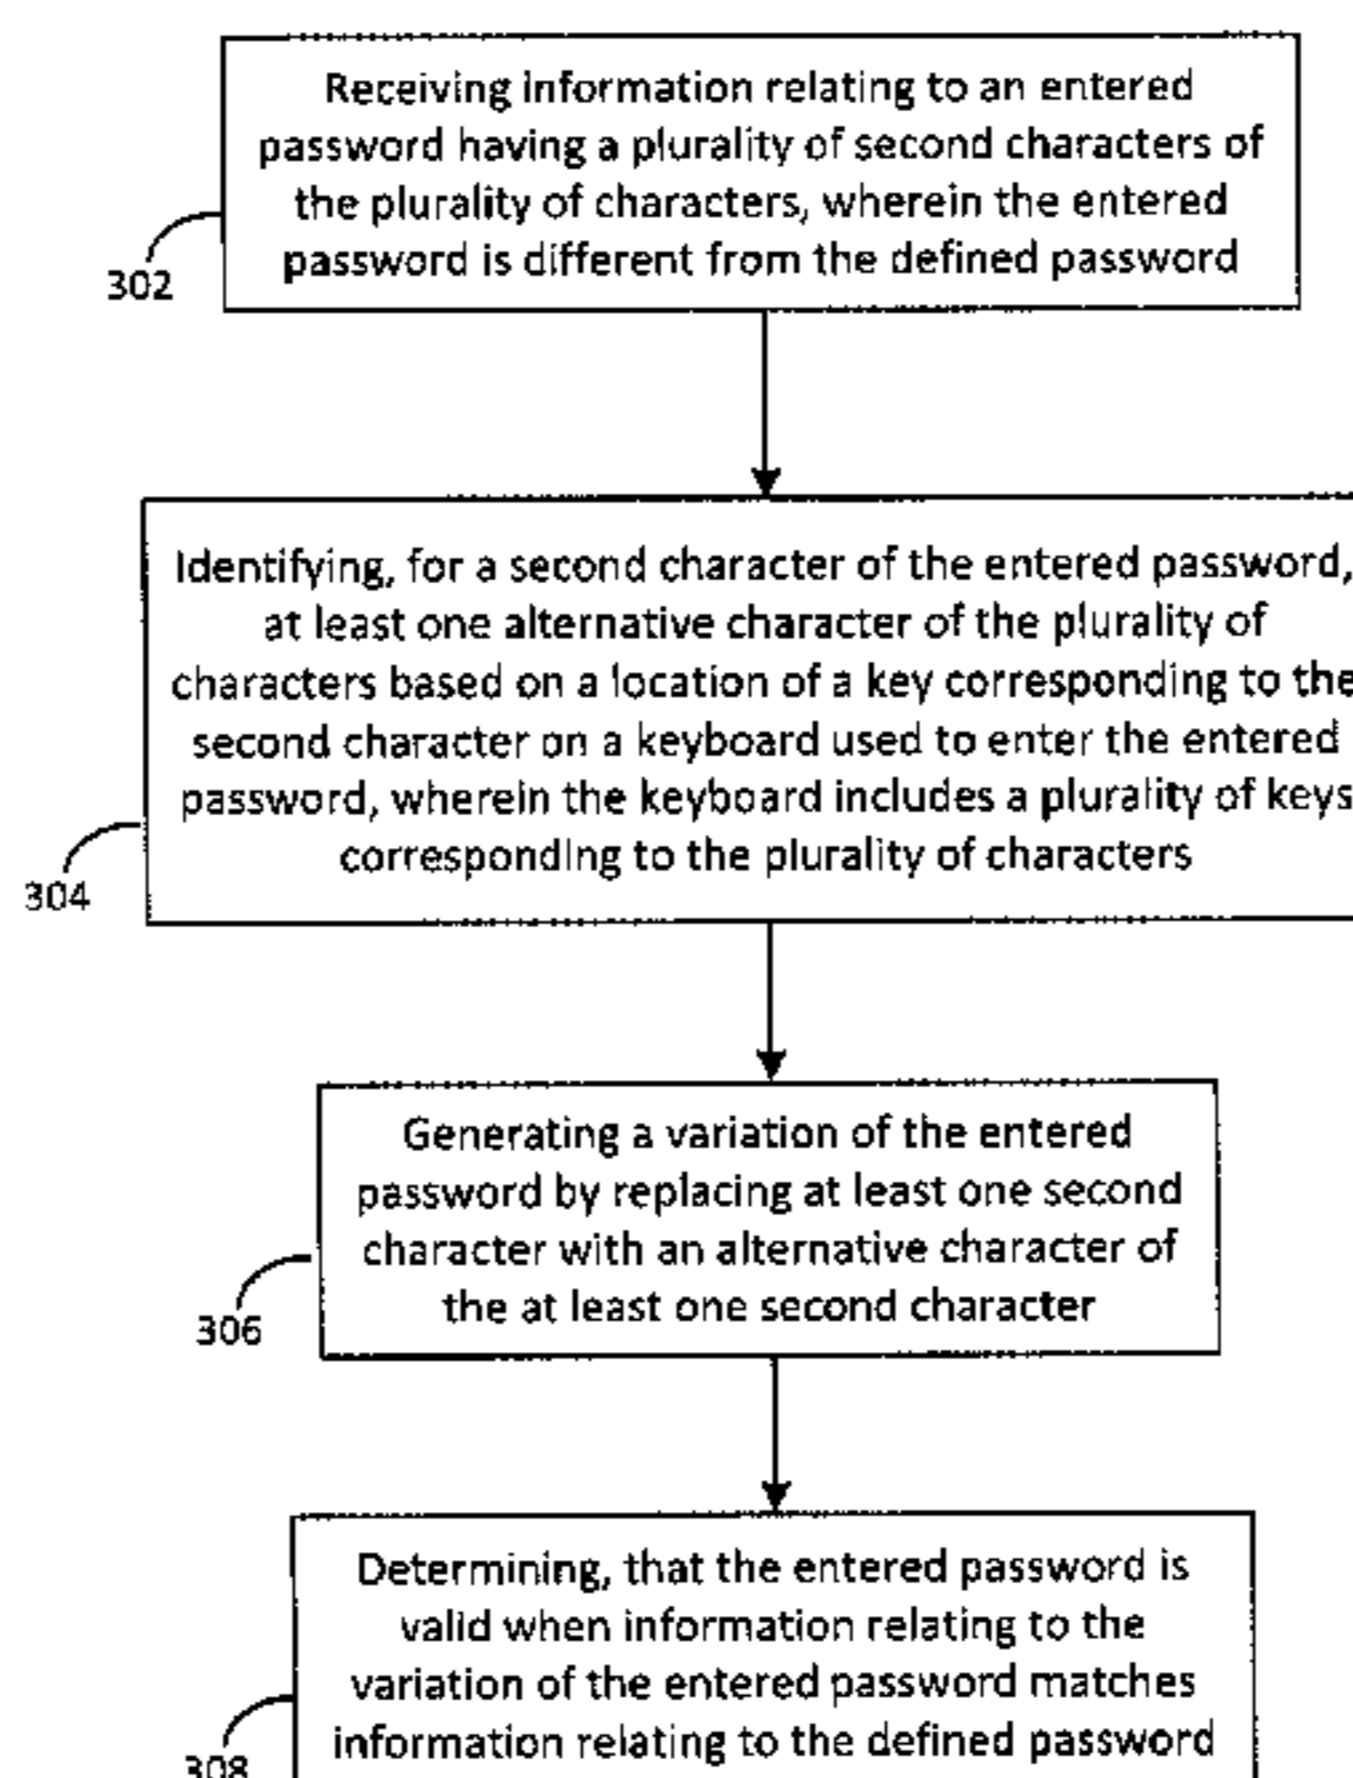 Receiving information relating to an entered
password having a plurality of second characters of
the plurality of characters, wherein the entered
password is different from the defined password
302
Identifying, for a second character of the entered password,
at least one alternative character of the plurality of
characters based on a location of a key corresponding to the
second character on a keyboard used to enter the entered
password, wherein the keyboard includes a plurality of keys
corresponding to the plurality of characters
304
Generating a variation of the entered
password by replacing at least one second
character with an alternative character of
the at least one second character
306
Determining, that the entered password is
valid when information relating to the
variation of the entered password matches
information relating to the defined password
308